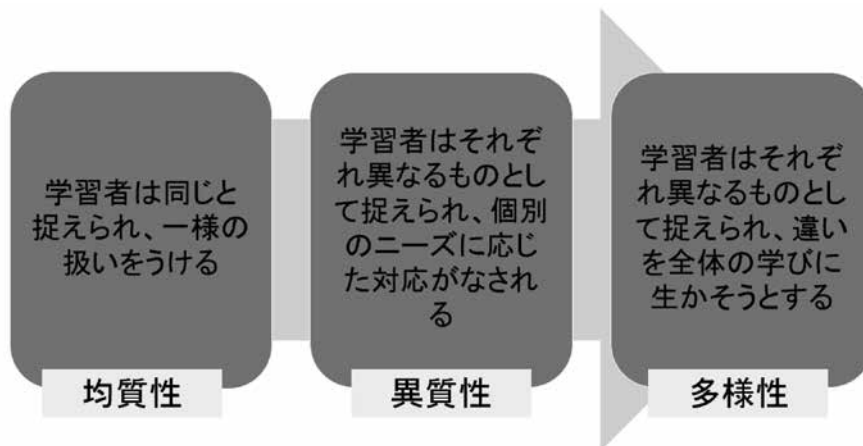 学習者は同じと
捉えられ、一様の
扱いをうける
均質性
学習者はそれぞ
れ異なるものとし
て捉えられ、個別
のニーズに応じ
た対応がなされ
る
異質性
学習者はそれぞ
れ異なるものとし
て捉えられ、違い
を全体の学びに
生かそうとする
多様性